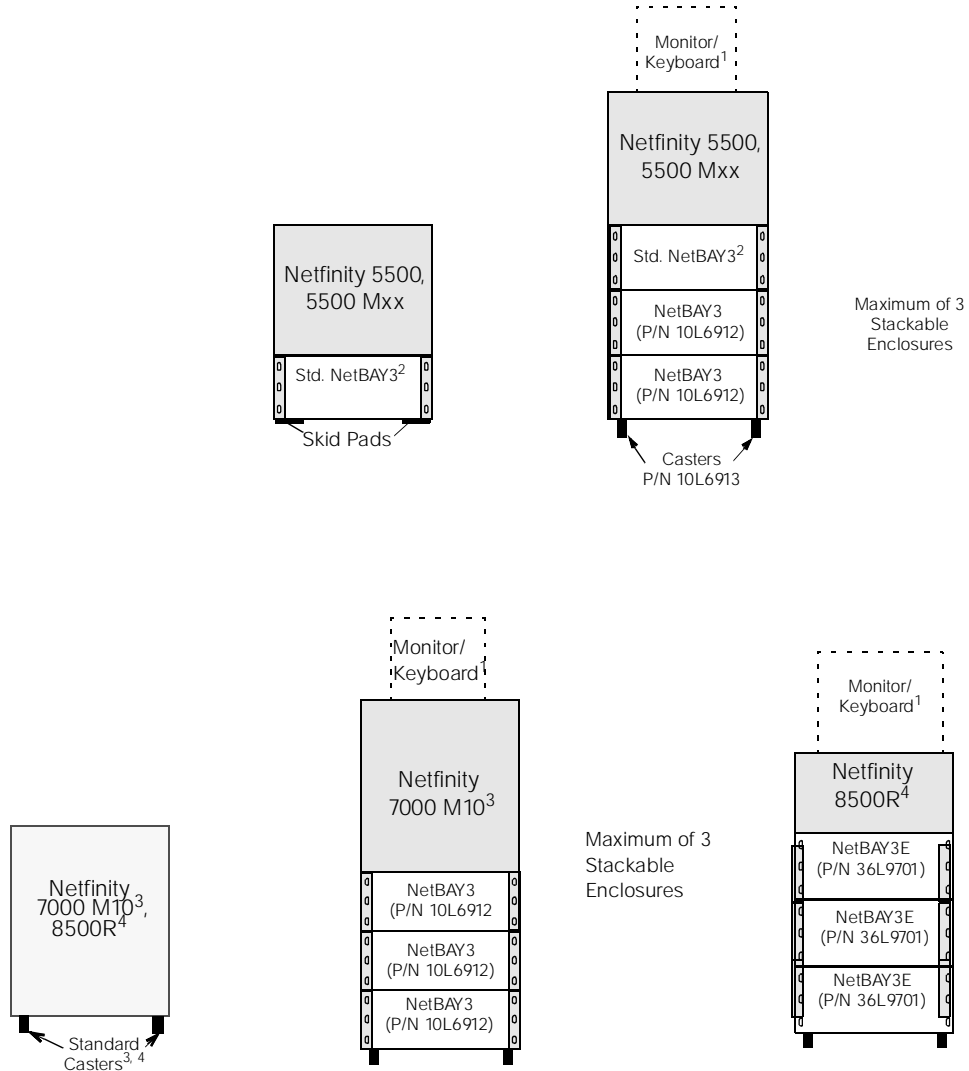 Monitor/
Keyboard1
Netfinity 5500,
5500 Mxx
Std. NetBAY32
NetBAY3
(P/N 10L6912)
NetBAY3
(P/N 10L6912)
Casters
P/N 10L6913
Netfinity 5500,
5500 Mxx
Std. NetBAY32
Skid Pads
Maximum of 3
Stackable
Enclosures
Netfinity
7000 M103,
8500R4
Standard
Casters3, 4
Monitor/
Keyboard1
Netfinity
7000 M103
NetBAY3
(P/N 10L6912
NetBAY3
(P/N 10L6912)
NetBAY3
(P/N 10L6912)
Maximum of 3
Stackable
Enclosures
Monitor/
Keyboard1
Netfinity
8500R4
NetBAY3E
(P/N 36L9701)
NetBAY3E
(P/N 36L9701)
NetBAY3E
(P/N 36L9701)